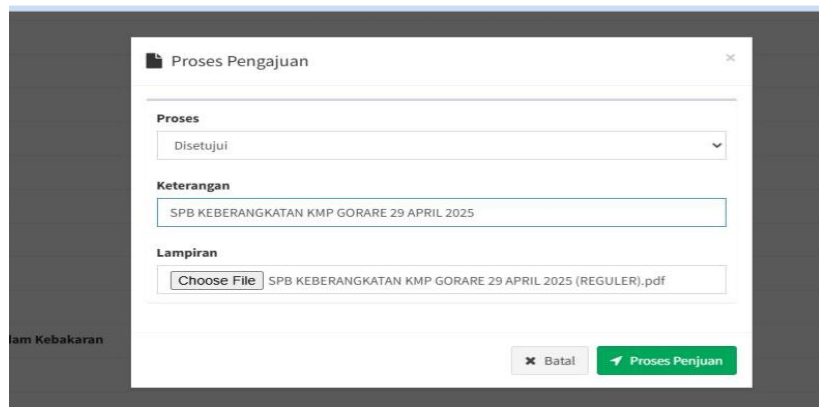 Proses Pengajuan
×
Proses
Disetujui
Keterangan
SPB KEBERANGKATAN KMP GORARE 29 APRIL 2025
Lampiran
Choose File SPB KEBERANGKATAN KMP GORARE 29 APRIL 2025 (REGULER).pdf
lam Kebakaran
Batal Proses Penjuan